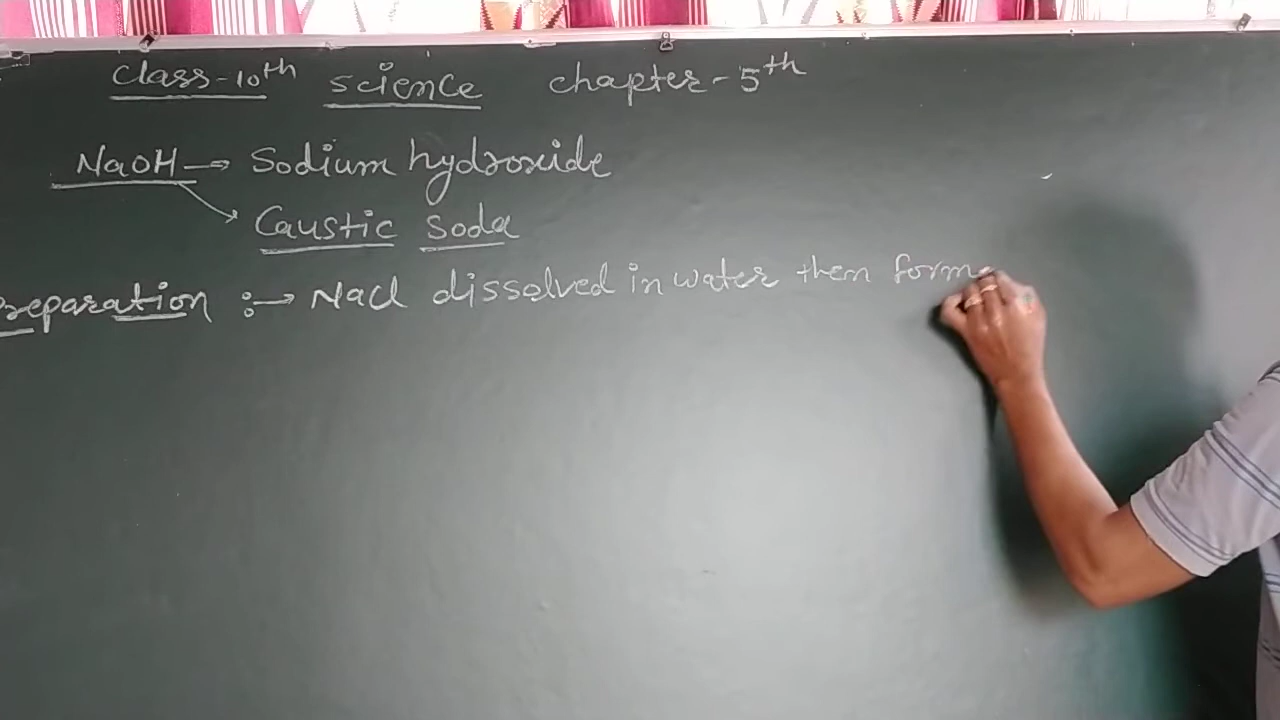 class-10th science chapter-5th
NaOH → Sodium hydroxide
Caustic Soda
reparation :→ NaCl dissolved in water then form